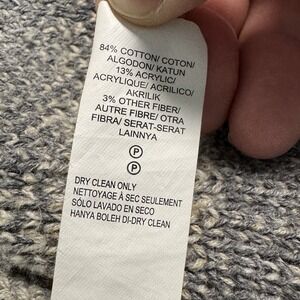 84% COTTON/ COTON/
ALGODON/ KATUN
13% ACRYLIC/
ACRYLIQUE/ ACRILICO/
AKRILIK
3% OTHER FIBER/
AUTRE FIBRE/ OTRA
FIBRA/ SERAT-SERAT
LAINNYA
P
P
DRY CLEAN ONLY
NETTOYAGE À SEC SEULEMENT
SÓLO LAVADO EN SECO
HANYA BOLEH DI-DRY CLEAN